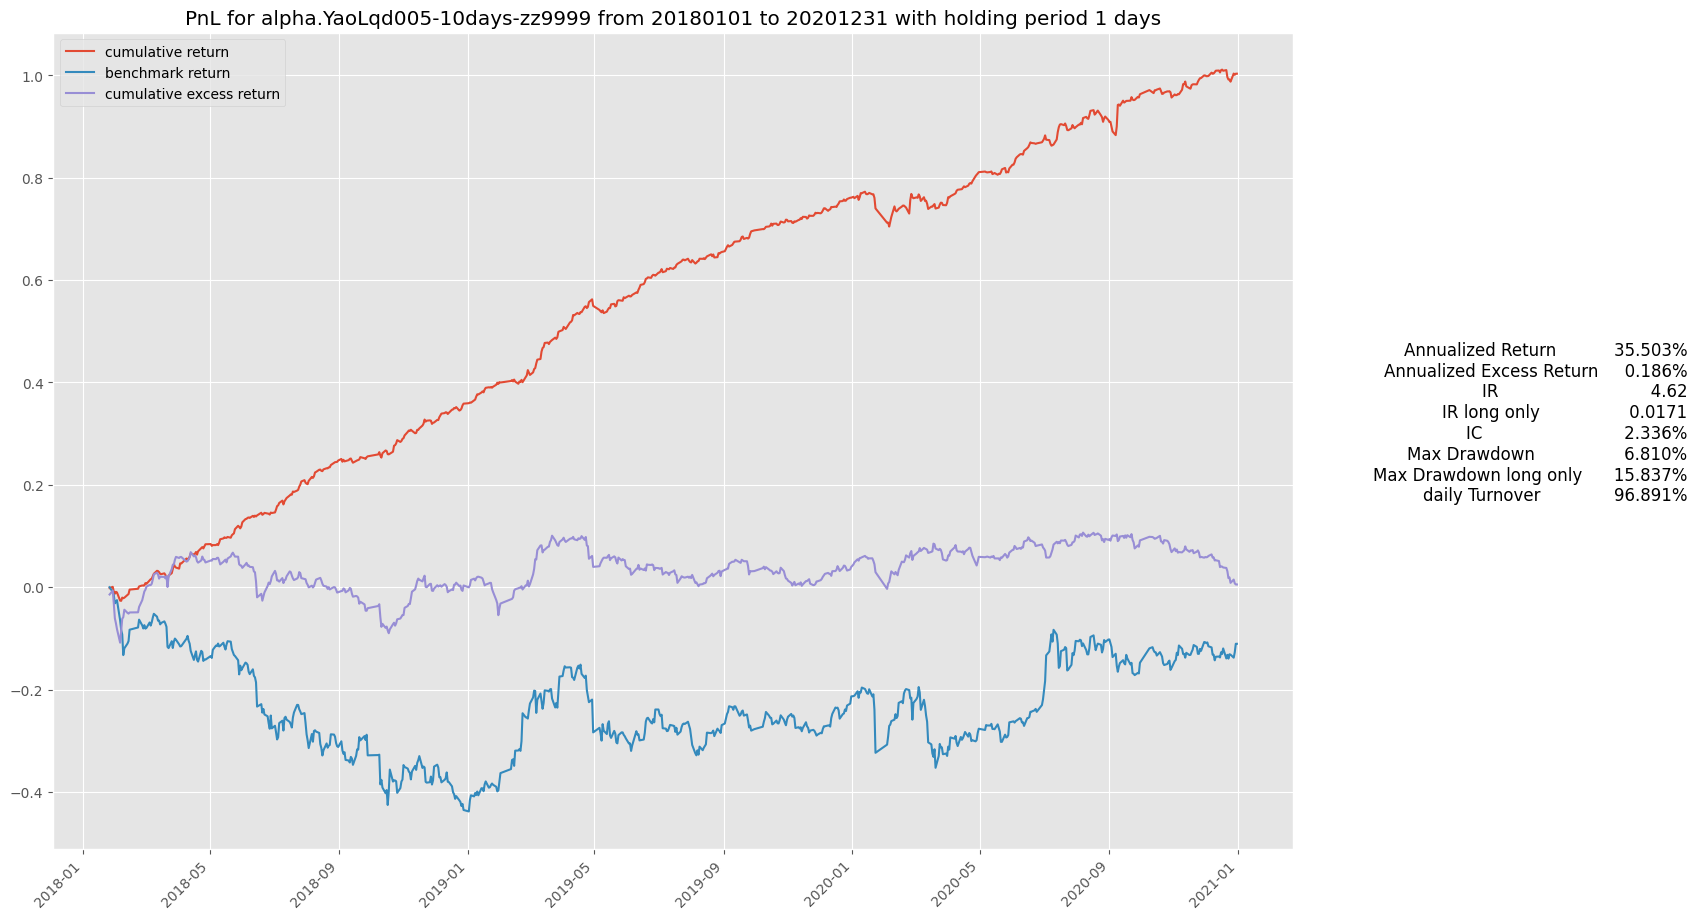 PnL for alpha.YaoLqd005-10days-zz9999 from 20180101 to 20201231 with holding period 1 days
cumulative return
benchmark return
cumulative excess return
1.0
0.8
0.6
0.4
0.2
0.0
−0.2
−0.4
2018-01
2018-05
2018-09
2019-01
2019-05
2019-09
2020-01
2020-05
2020-09
2021-01
Annualized Return 35.503%
Annualized Excess Return 0.186%
IR 4.62
IR long only 0.0171
IC 2.336%
Max Drawdown 6.810%
Max Drawdown long only 15.837%
daily Turnover 96.891%